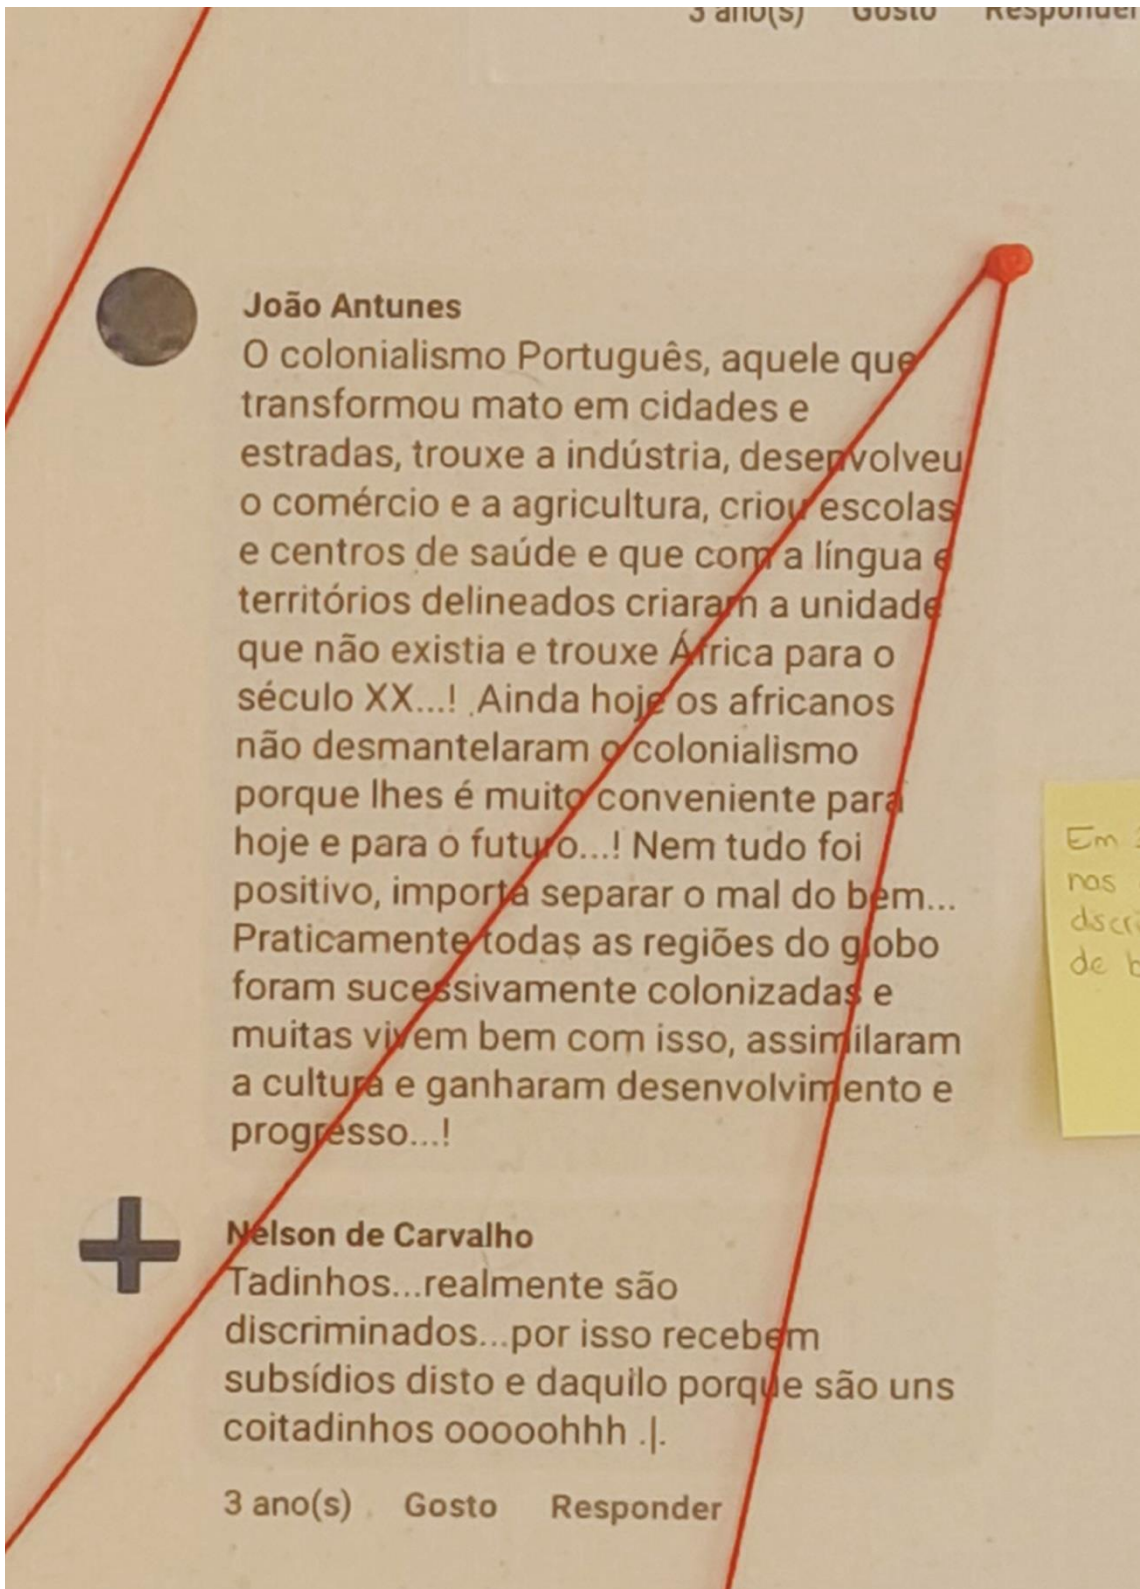 3 ano(s) Gosto Responder
João Antunes
O colonialismo Português, aquele que
transformou mato em cidades e
estradas, trouxe a indústria, desenvolveu
o comércio e a agricultura, criou escolas
e centros de saúde e que com a língua e
territórios delineados criaram a unidade
que não existia e trouxe África para o
século XX...! Ainda hoje os africanos
não desmantelaram o colonialismo
porque lhes é muito conveniente para
hoje e para o futuro...! Nem tudo foi
positivo, importa separar o mal do bem...
Praticamente todas as regiões do globo
foram sucessivamente colonizadas e
muitas vivem bem com isso, assimilaram
a cultura e ganharam desenvolvimento e
progresso...!
Em
nos
de
Nelson de Carvalho
Tadinhos...realmente são
discriminados...por isso recebem
subsídios disto e daquilo porque são uns
coitadinhos ooooohhh .|.
3 ano(s) Gosto Responder